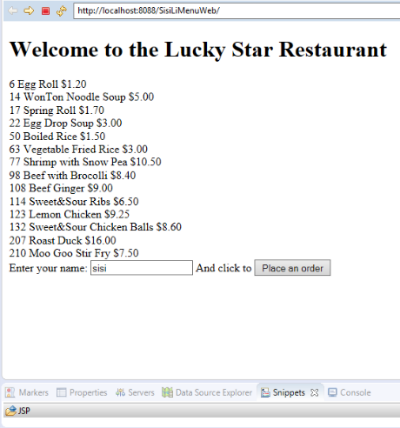 http://localhost:8088/SisiLiMenuWeb/
Welcome to the Lucky Star Restaurant
6 Egg Roll $1.20
14 WonTon Noodle Soup $5.00
17 Spring Roll $1.70
22 Egg Drop Soup $3.00
50 Boiled Rice $1.50
63 Vegetable Fried Rice $3.00
77 Shrimp with Snow Pea $10.50
98 Beef with Brocolli $8.40
108 Beef Ginger $9.00
114 Sweet&Sour Ribs $6.50
123 Lemon Chicken $9.25
132 Sweet&Sour Chicken Balls $8.60
207 Roast Duck $16.00
210 Moo Goo Stir Fry $7.50
Enter your name: sisi And click to Place an order
Markers Properties Servers Data Source Explorer Snippets Console
JSP